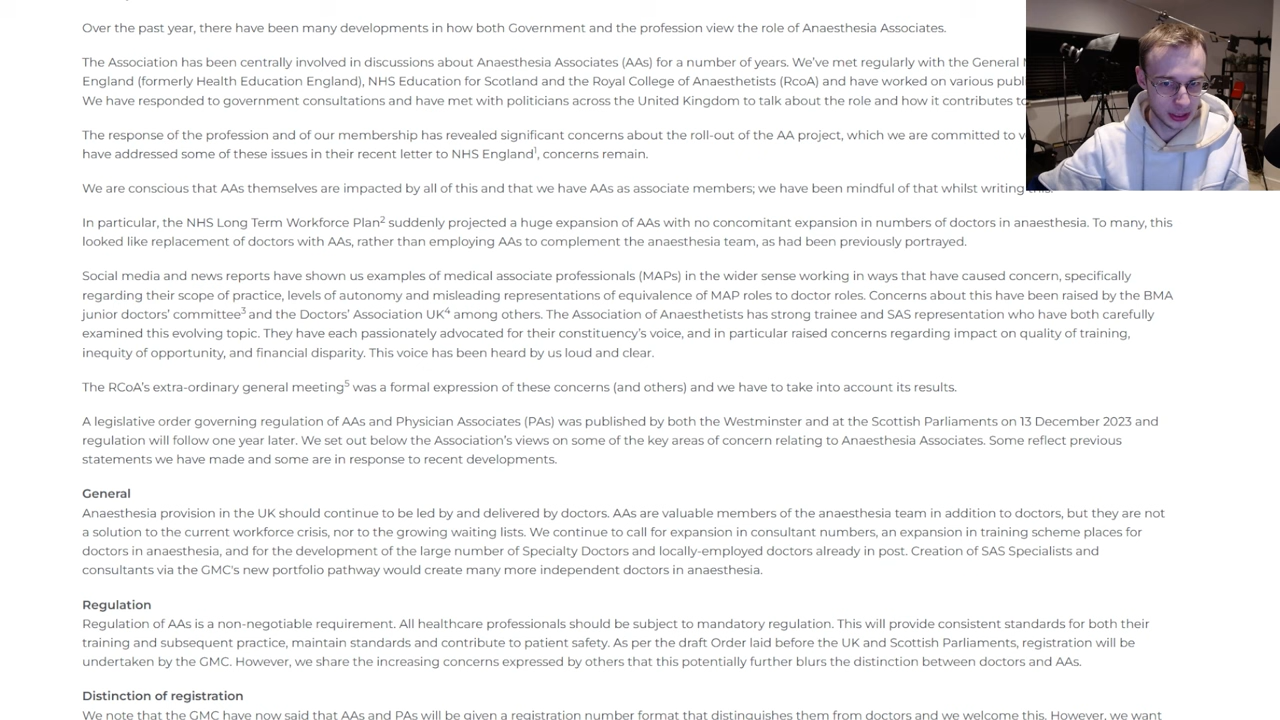 Over the past year, there have been many developments in how both Government and the profession view the role of Anaesthesia Associates.
The Association has been centrally involved in discussions about Anaesthesia Associates (AAs) for a number of years. We've met regularly with the General
England (formerly Health Education England), NHS Education for Scotland and the Royal College of Anaesthetists (RcoA) and have worked on various
We have responded to government consultations and have met with politicians across the United Kingdom to talk about the role and how it contributes to
The response of the profession and of our membership has revealed significant concerns about the roll-out of the AA project, which we are committed to
have addressed some of these issues in their recent letter to NHS England1, concerns remain.
We are conscious that AAs themselves are impacted by all of this and that we have AAs as associate members; we have been mindful of that whilst writing this.
In particular, the NHS Long Term Workforce Plan2 suddenly projected a huge expansion of AAs with no concomitant expansion in numbers of doctors in anaesthesia. To many, this
looked like replacement of doctors with AAs, rather than employing AAs to complement the anaesthesia team, as had been previously portrayed.
Social media and news reports have shown us examples of medical associate professionals (MAPs) in the wider sense working in ways that have caused concern, specifically
regarding their scope of practice, levels of autonomy and misleading representations of equivalence of MAP roles to doctor roles. Concerns about this have been raised by the BMA
junior doctors' committee3 and the Doctors' Association UK4 among others. The Association of Anaesthetists has strong trainee and SAS representation who have both carefully
examined this evolving topic. They have each passionately advocated for their constituency's voice, and in particular raised concerns regarding impact on quality of training,
inequity of opportunity, and financial disparity. This voice has been heard by us loud and clear.
The RCoA's extra-ordinary general meeting5 was a formal expression of these concerns (and others) and we have to take into account its results.
A legislative order governing regulation of AAs and Physician Associates (PAs) was published by both the Westminster and at the Scottish Parliaments on 13 December 2023 and
regulation will follow one year later. We set out below the Association's views on some of the key areas of concern relating to Anaesthesia Associates. Some reflect previous
statements we have made and some are in response to recent developments.
General
Anaesthesia provision in the UK should continue to be led by and delivered by doctors. AAs are valuable members of the anaesthesia team in addition to doctors, but they are not
a solution to the current workforce crisis, nor to the growing waiting lists. We continue to call for expansion in consultant numbers, an expansion in training scheme places for
doctors in anaesthesia, and for the development of the large number of Specialty Doctors and locally-employed doctors already in post. Creation of SAS Specialists and
consultants via the GMC's new portfolio pathway would create many more independent doctors in anaesthesia.
Regulation
Regulation of AAs is a non-negotiable requirement. All healthcare professionals should be subject to mandatory regulation. This will provide consistent standards for both their
training and subsequent practice, maintain standards and contribute to patient safety. As per the draft Order laid before the UK and Scottish Parliaments, registration will be
undertaken by the GMC. However, we share the increasing concerns expressed by others that this potentially further blurs the distinction between doctors and AAs.
Distinction of registration
We note that the GMC have now said that AAs and PAs will be given a registration number format that distinguishes them from doctors and we welcome this. However, we want